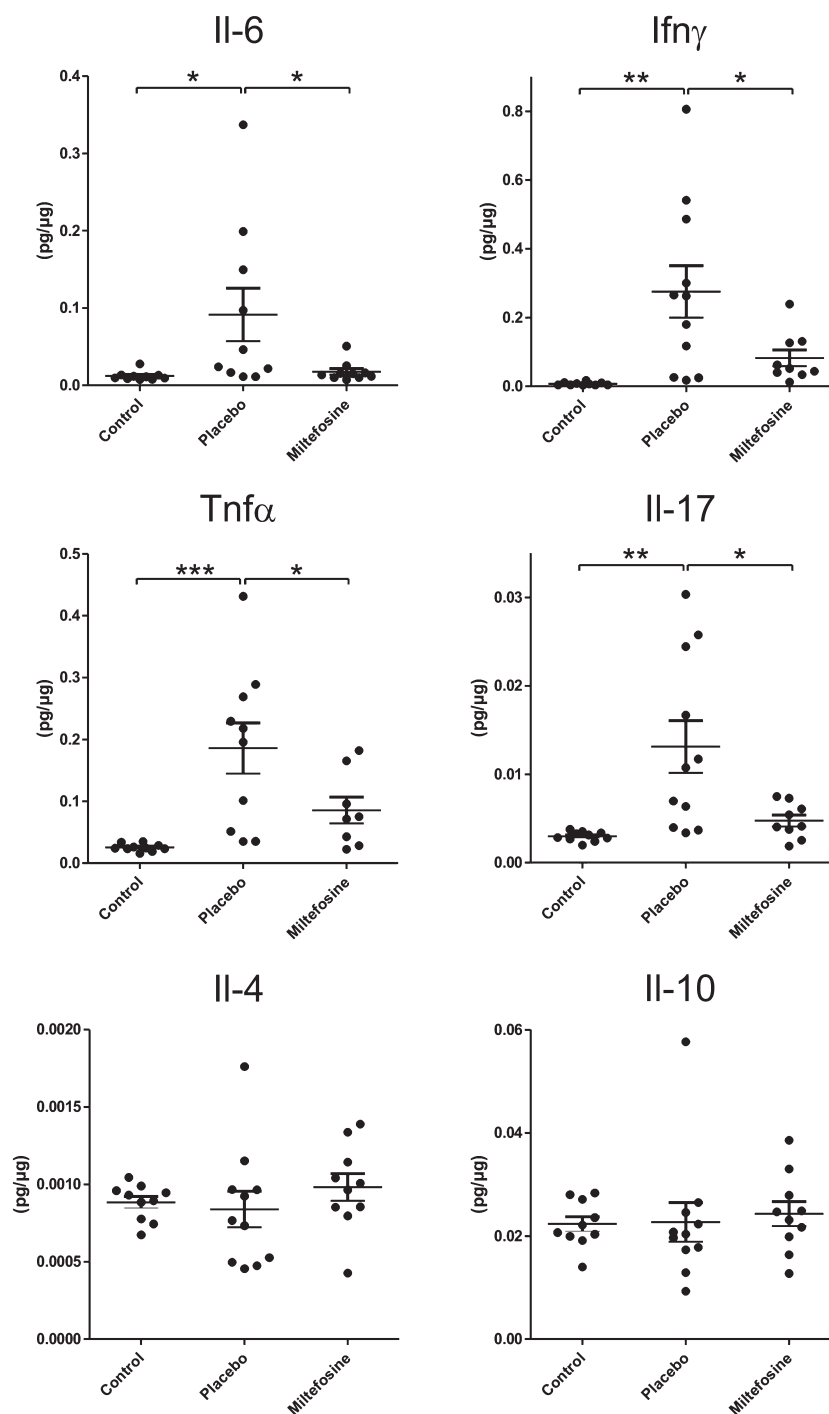 Il-6
0.4
0.3
0.2
0.1
0.0
(pg/µg)
* *
Control
Placebo
Miltefosine
Ifnγ
0.8
0.6
0.4
0.2
0.0
(pg/µg)
** *
Control
Placebo
Miltefosine
Tnfα
0.5
0.4
0.3
0.2
0.1
0.0
(pg/µg)
*** *
Control
Placebo
Miltefosine
Il-17
0.03
0.02
0.01
0.00
(pg/µg)
** *
Control
Placebo
Miltefosine
Il-4
0.0020
0.0015
0.0010
0.0005
0.0000
(pg/µg)
Control
Placebo
Miltefosine
Il-10
0.06
0.04
0.02
0.00
(pg/µg)
Control
Placebo
Miltefosine